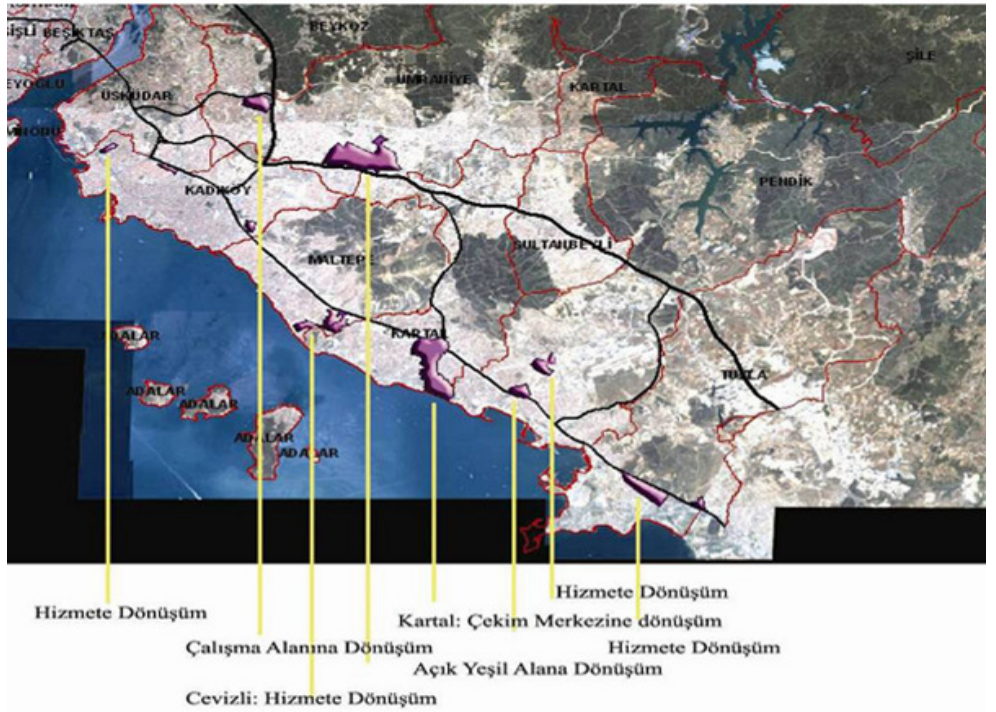 BEYKOZ
ŞİŞLİ BEŞİKTAŞ
ŞİLE
EYOĞLU
ÜMRANİYE
KARTAL
ÜSKÜDAR
MİNÖNÜ
KADIKÖY
PENDİK
SULTANBEYLİ
MALTEPE
KARTAL
ADALAR
TUZLA
ADALAR
ADALAR
ADALAR
ADALAR
Hizmete Dönüşüm
Hizmete Dönüşüm
Kartal: Çekim Merkezine dönüşüm
Çalışma Alanına Dönüşüm
Hizmete Dönüşüm
Açık Yeşil Alana Dönüşüm
Cevizli: Hizmete Dönüşüm